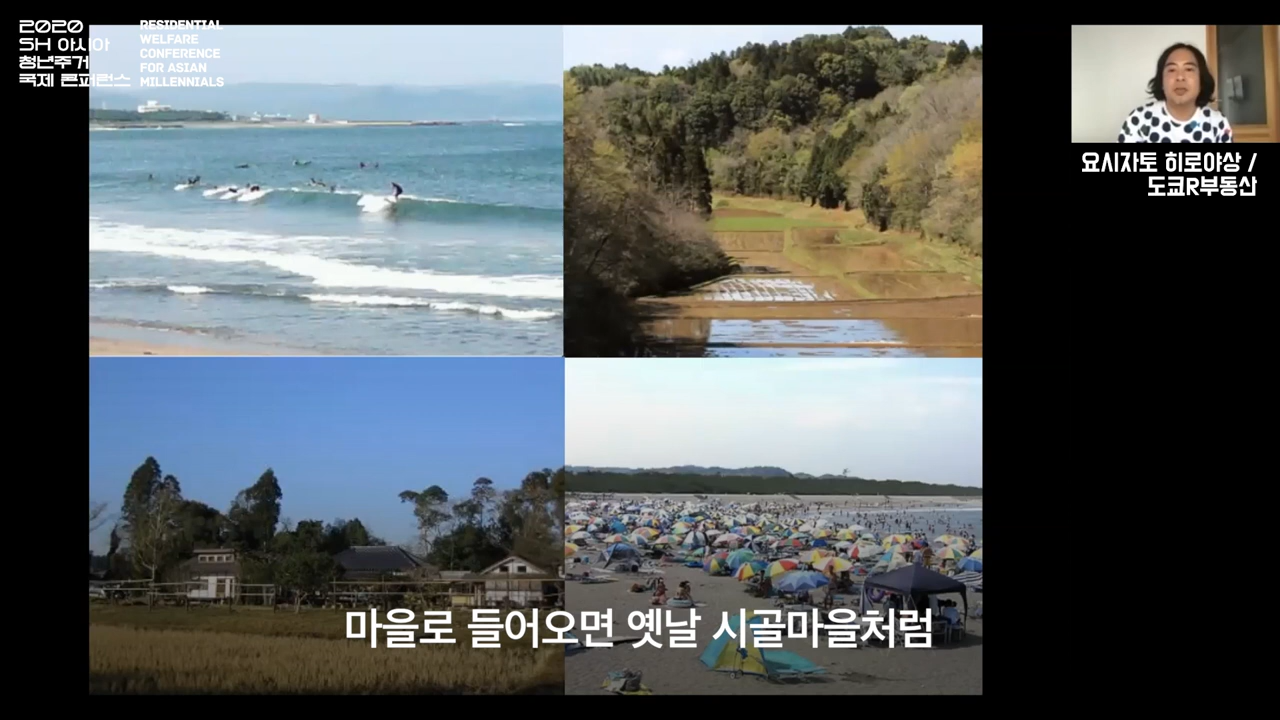 2020
SH 아시아
청년주거
국제 콘퍼런스
RESIDENTIAL
WELFARE
CONFERENCE
FOR ASIAN
MILLENNIALS
요시자토 히로야상 /
도쿄R부동산
마을로 들어오면 옛날 시골마을처럼